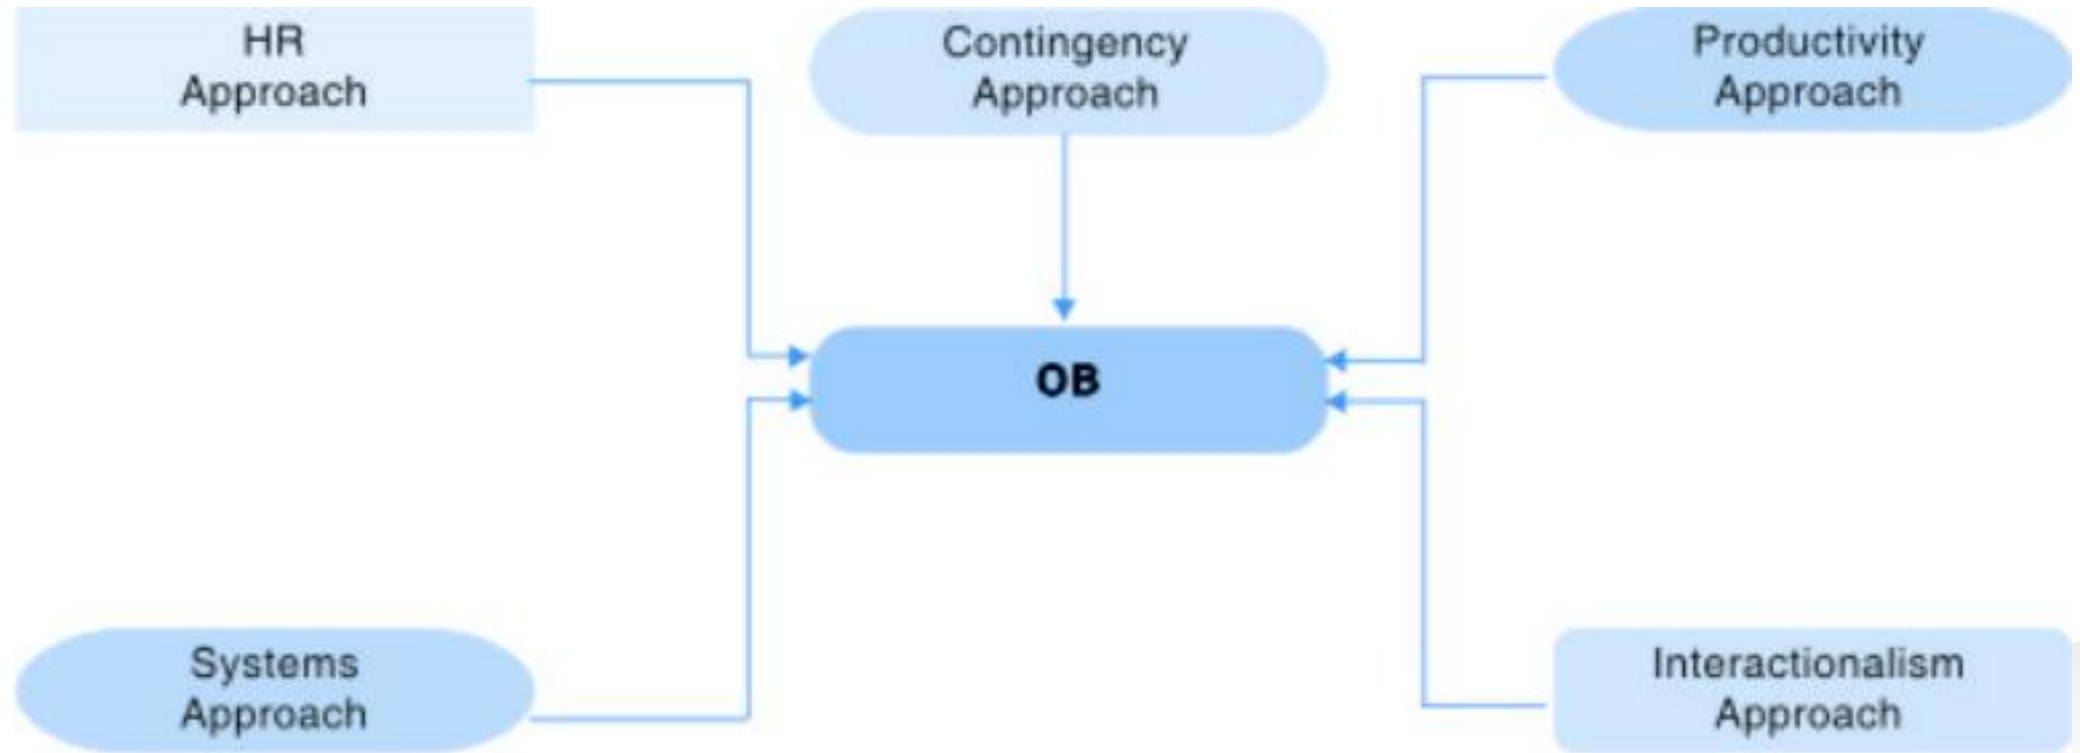 HR
Approach
Contingency
Approach
Productivity
Approach
OB
Systems
Approach
Interactionalism
Approach